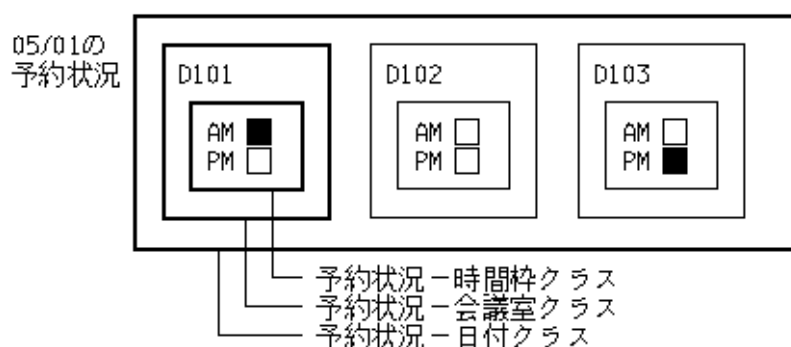 05/01の
予約状況
D101
AM
PM
D102
AM
PM
D103
AM
PM
予約状況－時間枠クラス
予約状況－会議室クラス
予約状況－日付クラス